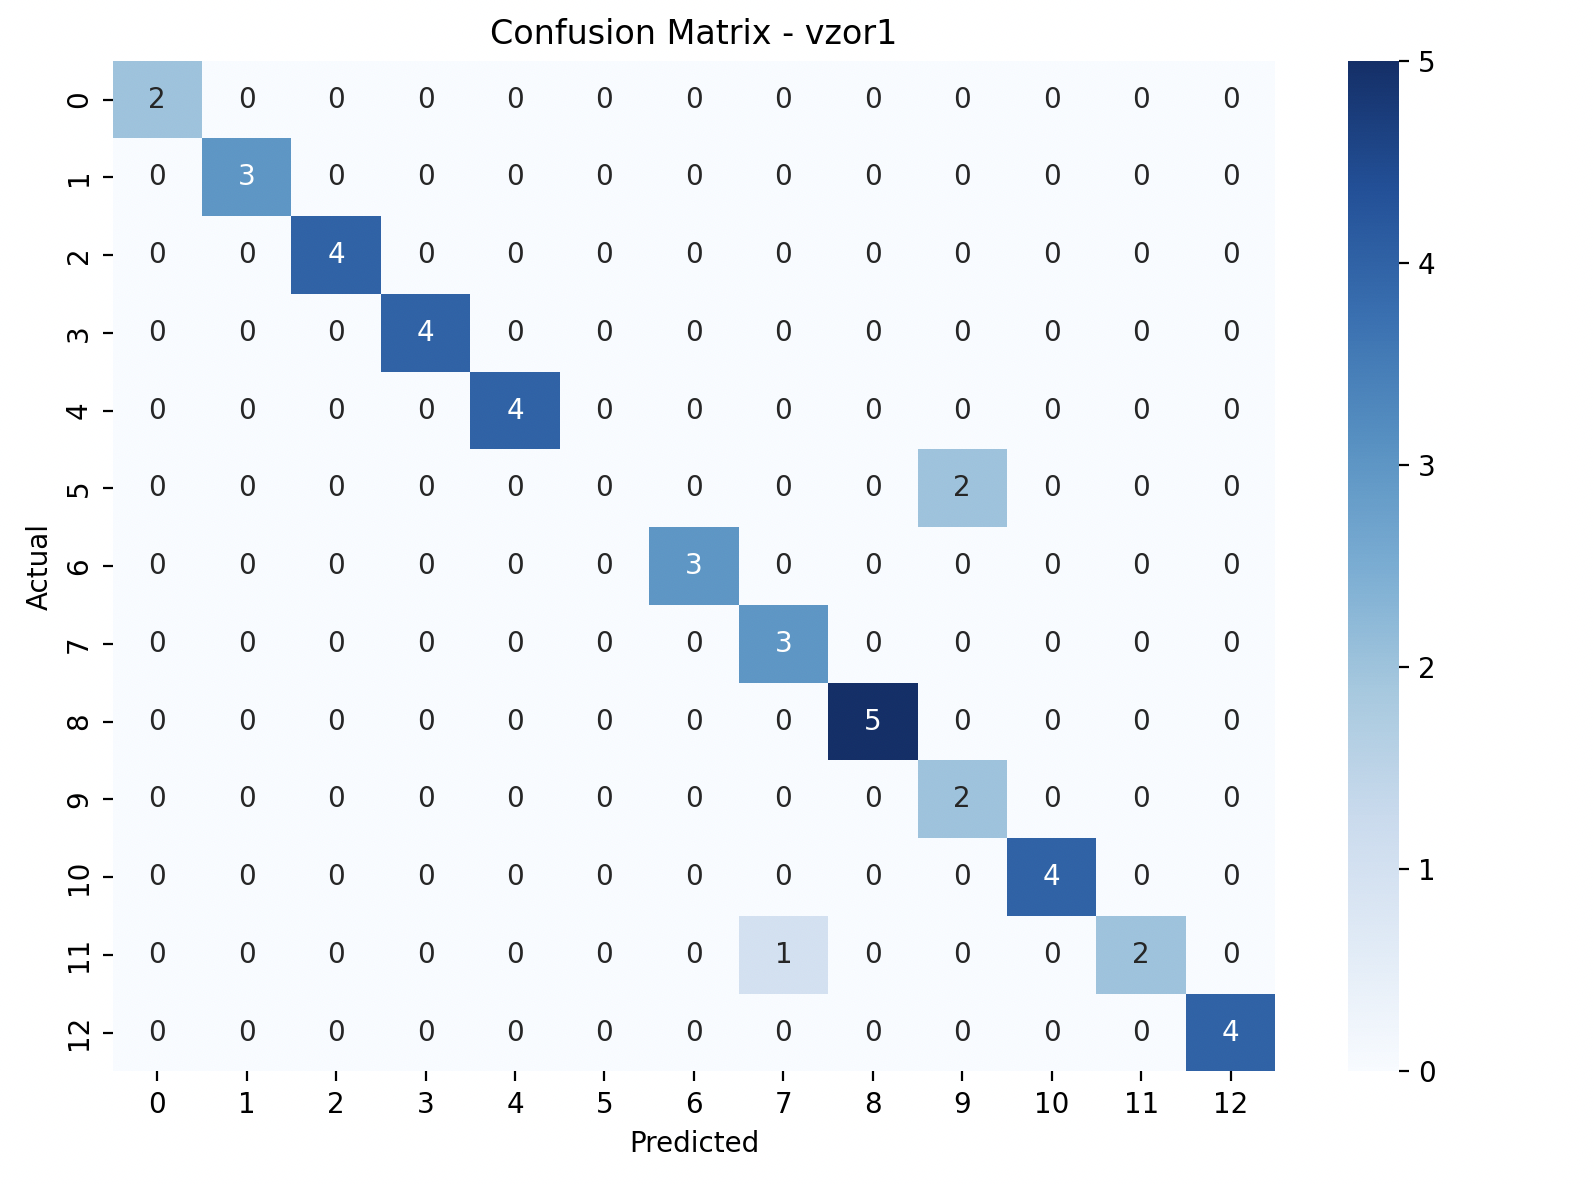 Confusion Matrix - vzor1
0 2 0 0 0 0 0 0 0 0 0 0 0 0
1 0 3 0 0 0 0 0 0 0 0 0 0 0
2 0 0 4 0 0 0 0 0 0 0 0 0 0
3 0 0 0 4 0 0 0 0 0 0 0 0 0
4 0 0 0 0 4 0 0 0 0 0 0 0 0
5 0 0 0 0 0 0 0 0 0 2 0 0 0
6 0 0 0 0 0 0 3 0 0 0 0 0 0
7 0 0 0 0 0 0 0 3 0 0 0 0 0
8 0 0 0 0 0 0 0 0 5 0 0 0 0
9 0 0 0 0 0 0 0 0 0 2 0 0 0
10 0 0 0 0 0 0 0 0 0 0 4 0 0
11 0 0 0 0 0 0 0 1 0 0 0 2 0
12 0 0 0 0 0 0 0 0 0 0 0 0 4
0 1 2 3 4 5 6 7 8 9 10 11 12
Predicted
Actual
5
4
3
2
1
0